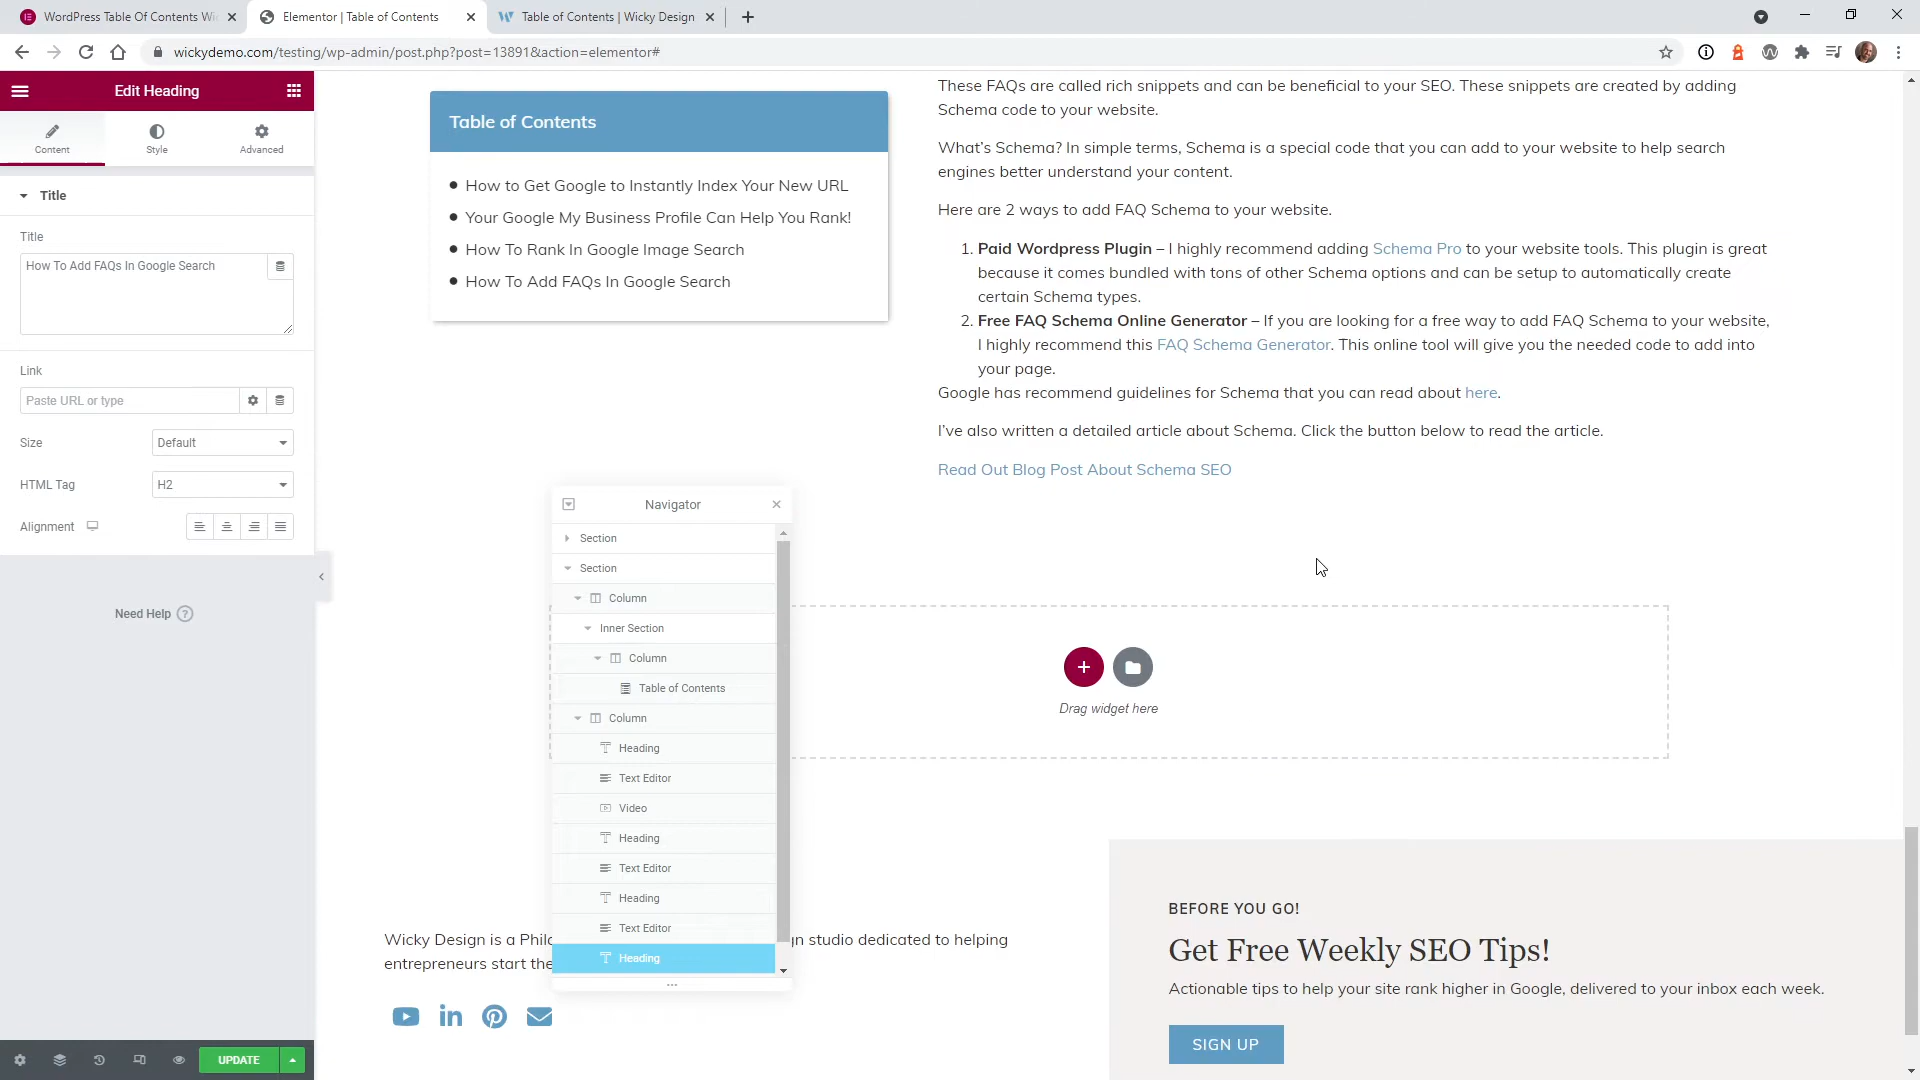 WordPress Table Of Contents Wi
Elementor | Table of Contents
Table of Contents | Wicky Design
wickydemo.com/testing/wp-admin/post.php?post=13891&action=elementor#
Edit Heading
Content
Style
Advanced
Title
Title
How To Add FAQs In Google Search
Link
Paste URL or type
Size
Default
HTML Tag
H2
Alignment
Need Help
?
UPDATE
Table of Contents
How to Get Google to Instantly Index Your New URL
Your Google My Business Profile Can Help You Rank!
How To Rank In Google Image Search
How To Add FAQs In Google Search
These FAQs are called rich snippets and can be beneficial to your SEO. These snippets are created by adding
Schema code to your website.
What's Schema? In simple terms, Schema is a special code that you can add to your website to help search
engines better understand your content.
Here are 2 ways to add FAQ Schema to your website.
1. Paid Wordpress Plugin – I highly recommend adding Schema Pro to your website tools. This plugin is great
because it comes bundled with tons of other Schema options and can be setup to automatically create
certain Schema types.
2. Free FAQ Schema Online Generator – If you are looking for a free way to add FAQ Schema to your website,
I highly recommend this FAQ Schema Generator. This online tool will give you the needed code to add into
your page.
Google has recommend guidelines for Schema that you can read about here.
I've also written a detailed article about Schema. Click the button below to read the article.
Read Out Blog Post About Schema SEO
Navigator
Section
Section
Column
Inner Section
Column
Table of Contents
Column
Heading
Text Editor
Video
Heading
Text Editor
Heading
Text Editor
Heading
Drag widget here
Wicky Design is a Phil gn studio dedicated to helping
entrepreneurs start the
BEFORE YOU GO!
Get Free Weekly SEO Tips!
Actionable tips to help your site rank higher in Google, delivered to your inbox each week.
SIGN UP